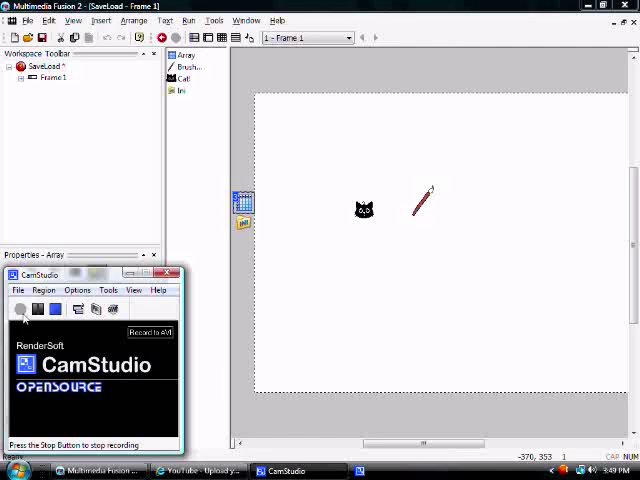 Multimedia Fusion 2 - [SaveLoad - Frame 1]
File Edit View Insert Arrange Text Run Tools Window Help
1 - Frame 1
Workspace Toolbar
SaveLoad *
Frame 1
Array
Brush...
Cat!
Ini
INI
Properties - Array
CamStudio
File Region Options Tools View Help
Record to AVI
RenderSoft
CamStudio
OPENSOURCE
Press the Stop Button to stop recording
-370, 353 1 CAP NUM
Multimedia Fusion ... YouTube - Upload y... CamStudio 3:49 PM